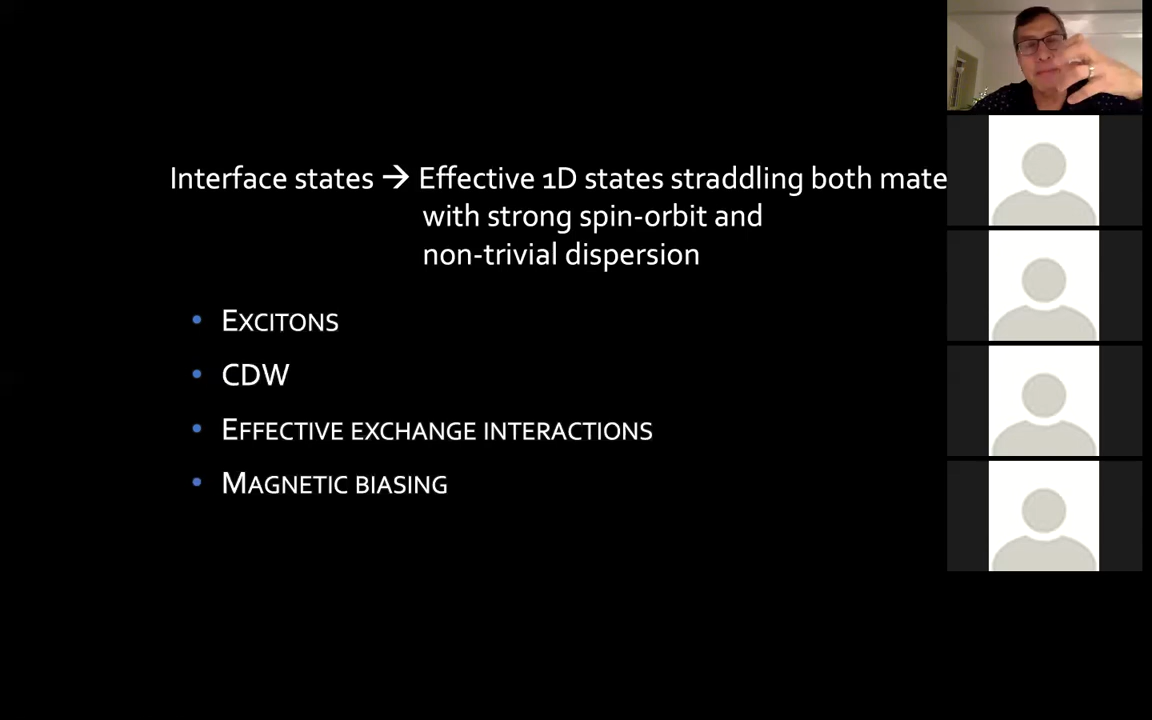 Interface states → Effective 1D states straddling both mate
with strong spin-orbit and
non-trivial dispersion
• EXCITONS
• CDW
• EFFECTIVE EXCHANGE INTERACTIONS
• MAGNETIC BIASING